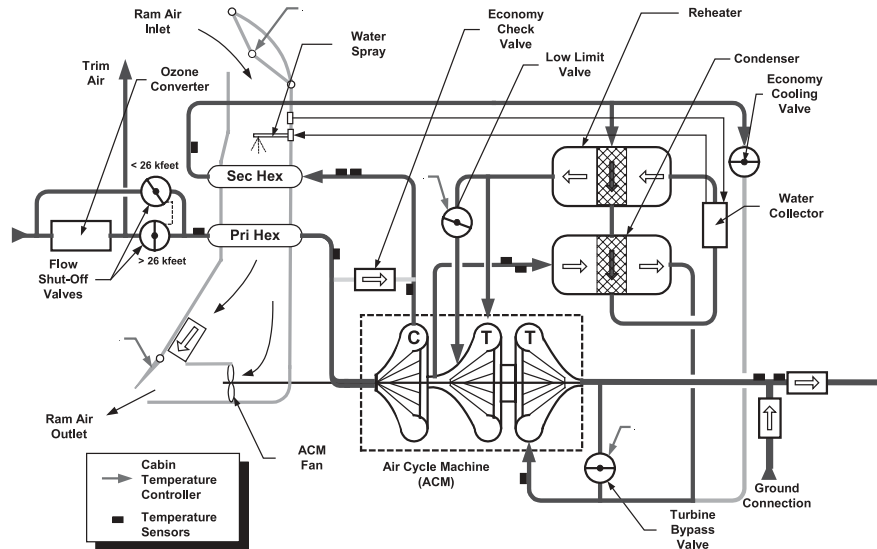 Ram Air
Inlet
Water
Spray
Economy
Check
Valve
Low Limit
Valve
Reheater
Condenser
Economy
Cooling
Valve
Trim
Air
Ozone
Converter
< 26 kfeet
Sec Hex
Pri Hex
> 26 kfeet
Flow
Shut-Off
Valves
Water
Collector
C
T
T
Ram Air
Outlet
ACM
Fan
Air Cycle Machine
(ACM)
Turbine
Bypass
Valve
Ground
Connection
Cabin
Temperature
Controller
Temperature
Sensors